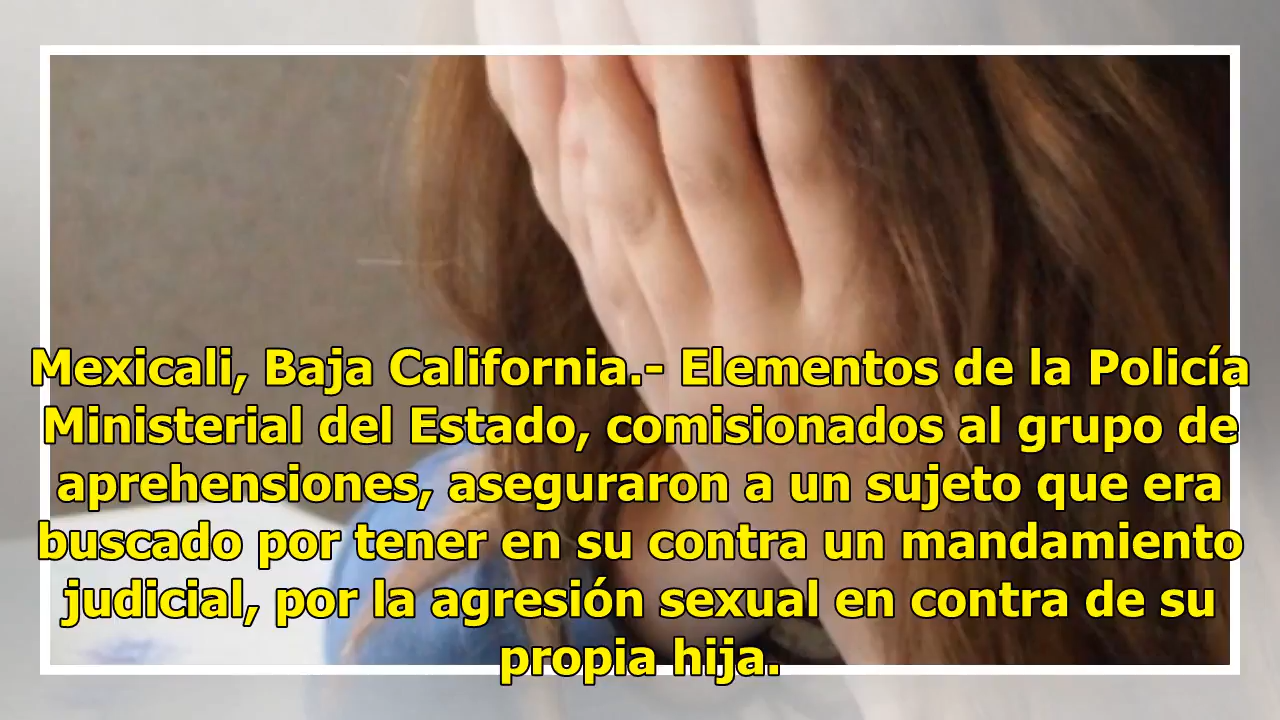 Mexicali, Baja California.- Elementos de la Policía
Ministerial del Estado, comisionados al grupo de
aprehensiones, aseguraron a un sujeto que era
buscado por tener en su contra un mandamiento
judicial, por la agresión sexual en contra de su
propia hija.